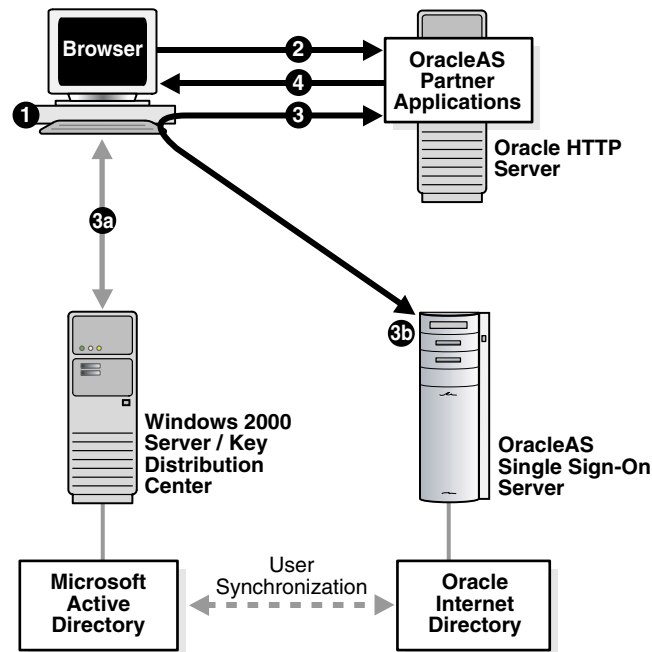 Browser
2
OracleAS
Partner
Applications
4
1
3
Oracle HTTP
Server
3a
3b
Windows 2000
Server / Key
Distribution
Center
OracleAS
Single Sign-On
Server
Microsoft
Active
Directory
User
Synchronization
Oracle
Internet
Directory